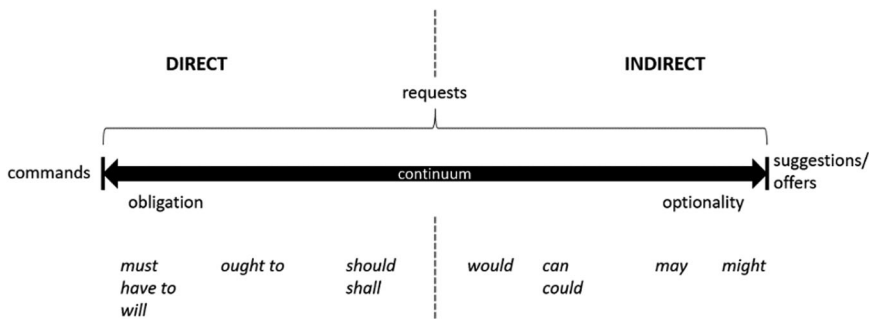 DIRECT INDIRECT
requests
commands continuum suggestions/
offers
obligation optionality
must ought to should would can may might
have to shall could
will